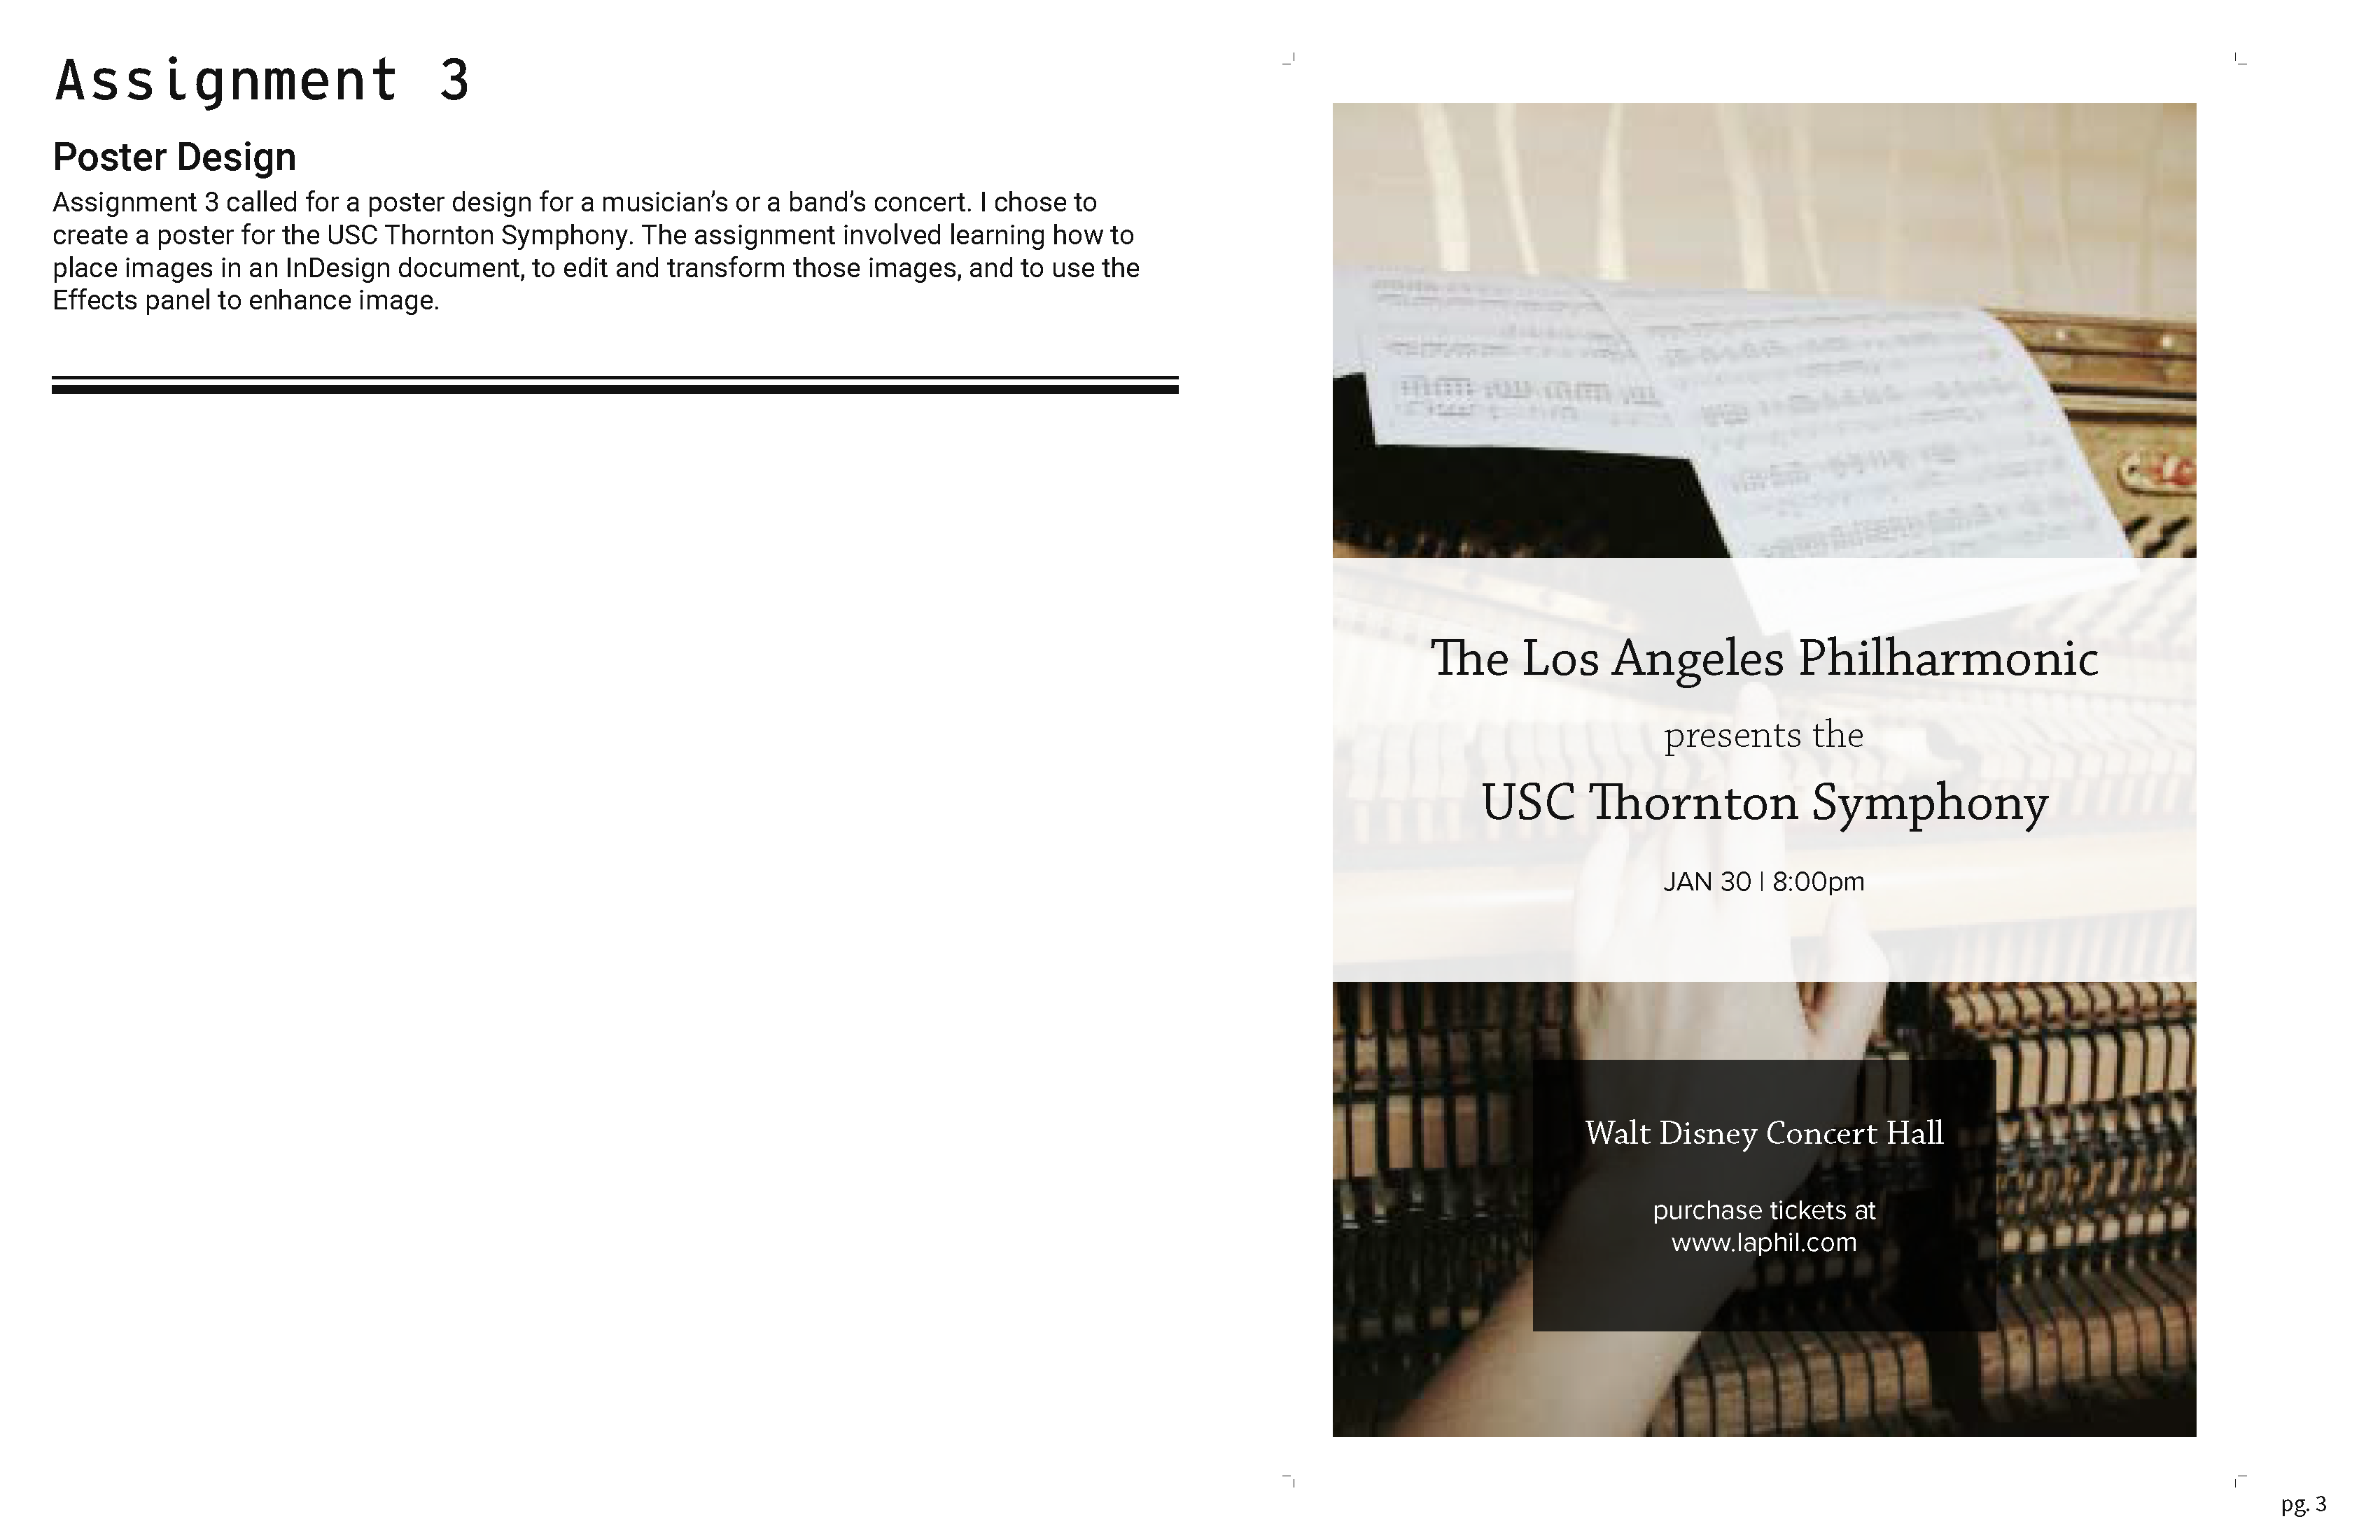 Assignment 3
Poster Design
Assignment 3 called for a poster design for a musician’s or a band’s concert. I chose to
create a poster for the USC Thornton Symphony. The assignment involved learning how to
place images in an InDesign document, to edit and transform those images, and to use the
Effects panel to enhance image.
The Los Angeles Philharmonic
presents the
USC Thornton Symphony
JAN 30 | 8:00pm
Walt Disney Concert Hall
purchase tickets at
www.laphil.com
pg. 3